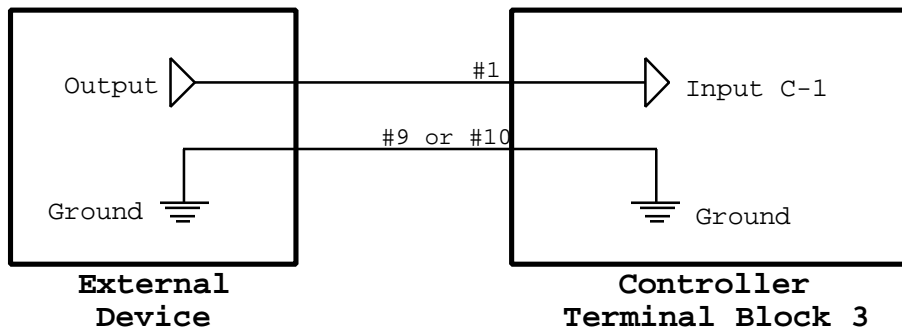 #1
Output
Input C-1
#9 or #10
Ground
Ground
External
Device
Controller
Terminal Block 3